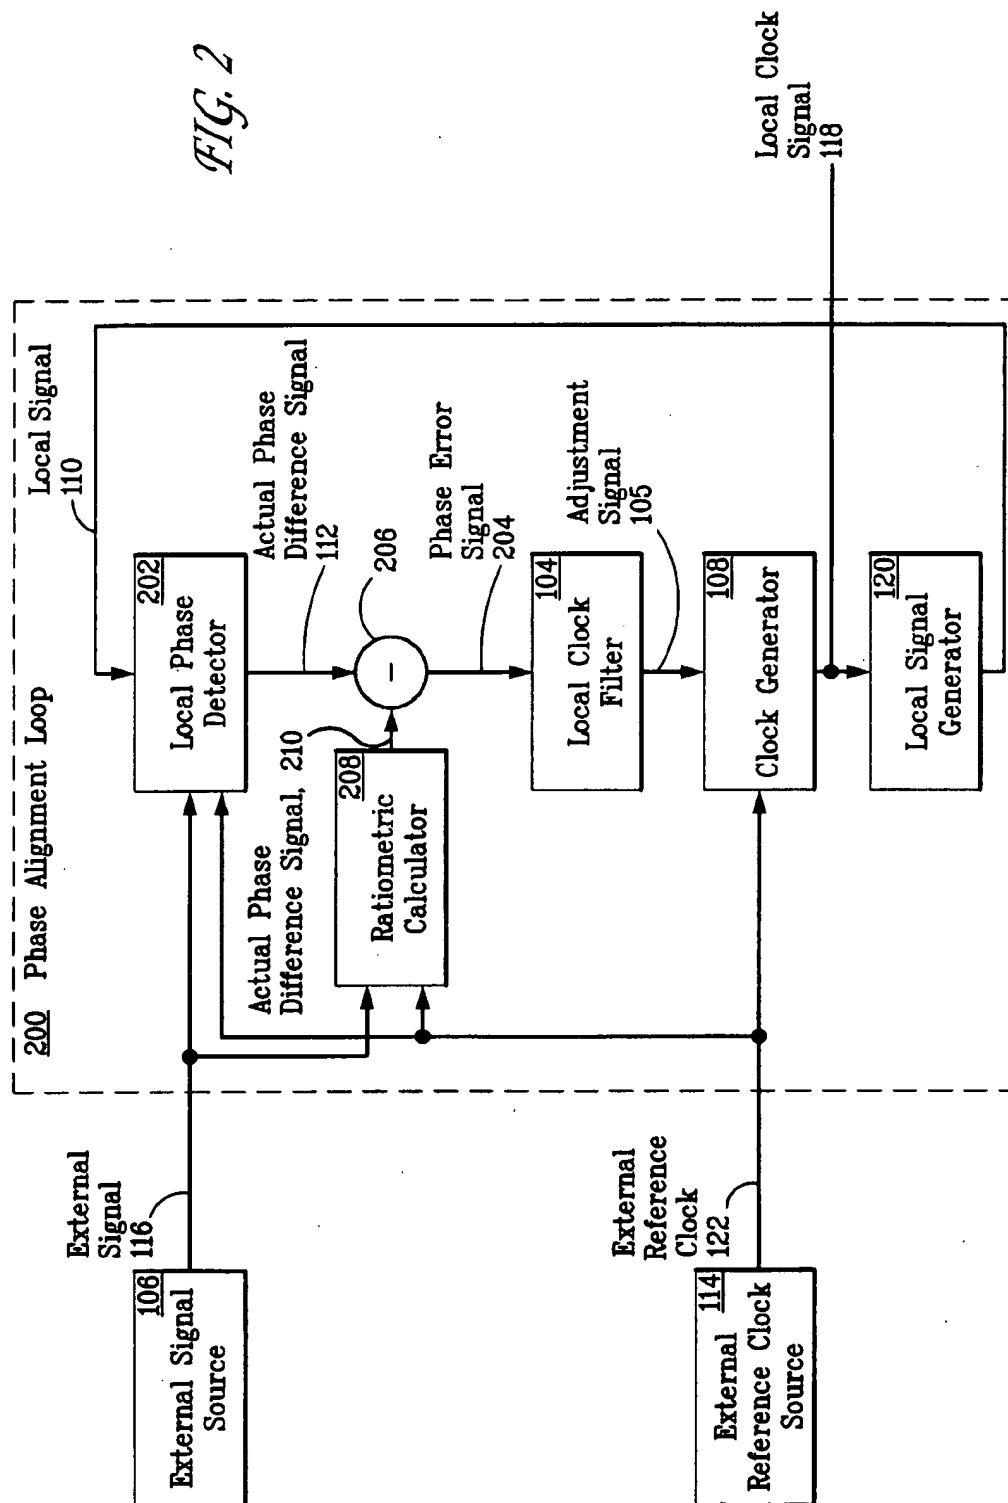 FIG. 2
200 Phase Alignment Loop
Local Signal
110
External
Signal
116
106
External Signal
Source
202
Local Phase
Detector
Actual Phase
Difference Signal
112
206
−
Actual Phase
Difference Signal, 210
208
Ratiometric
Calculator
Phase Error
Signal
204
104
Local Clock
Filter
Adjustment
Signal
105
External
Reference
Clock
122
114
External
Reference Clock
Source
108
Clock Generator
Local Clock
Signal
118
120
Local Signal
Generator